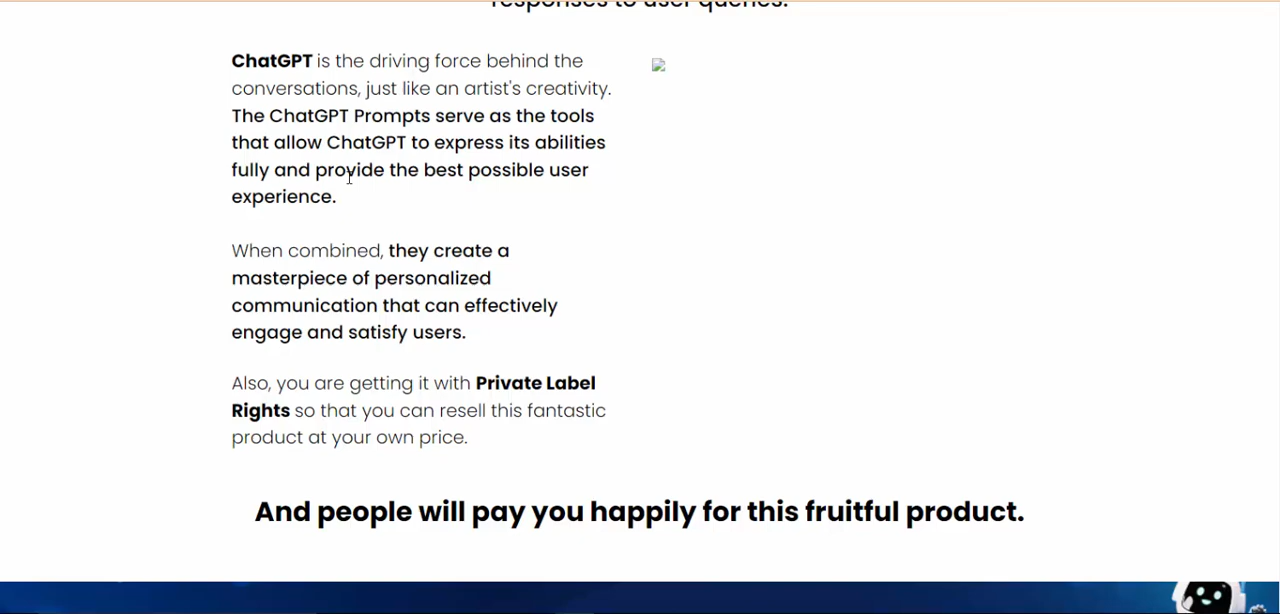 responses to user queries.
ChatGPT is the driving force behind the
conversations, just like an artist's creativity.
The ChatGPT Prompts serve as the tools
that allow ChatGPT to express its abilities
fully and provide the best possible user
experience.
When combined, they create a
masterpiece of personalized
communication that can effectively
engage and satisfy users.
Also, you are getting it with Private Label
Rights so that you can resell this fantastic
product at your own price.
And people will pay you happily for this fruitful product.